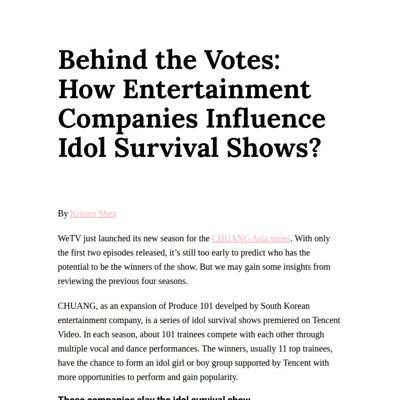 Behind the Votes:
How Entertainment
Companies Influence
Idol Survival Shows?
By Kristen Shen
WeTV just launched its new season for the CHUANG Asia series. With only
the first two episodes released, it's still too early to predict who has the
potential to be the winners of the show. But we may gain some insights from
reviewing the previous four seasons.
CHUANG, as an expansion of Produce 101 develped by South Korean
entertainment company, is a series of idol survival shows premiered on Tencent
Video. In each season, about 101 trainees compete with each other through
multiple vocal and dance performances. The winners, usually 11 top trainees,
have the chance to form an idol girl or boy group supported by Tencent with
more opportunities to perform and gain popularity.
These companies slay the idol survival show